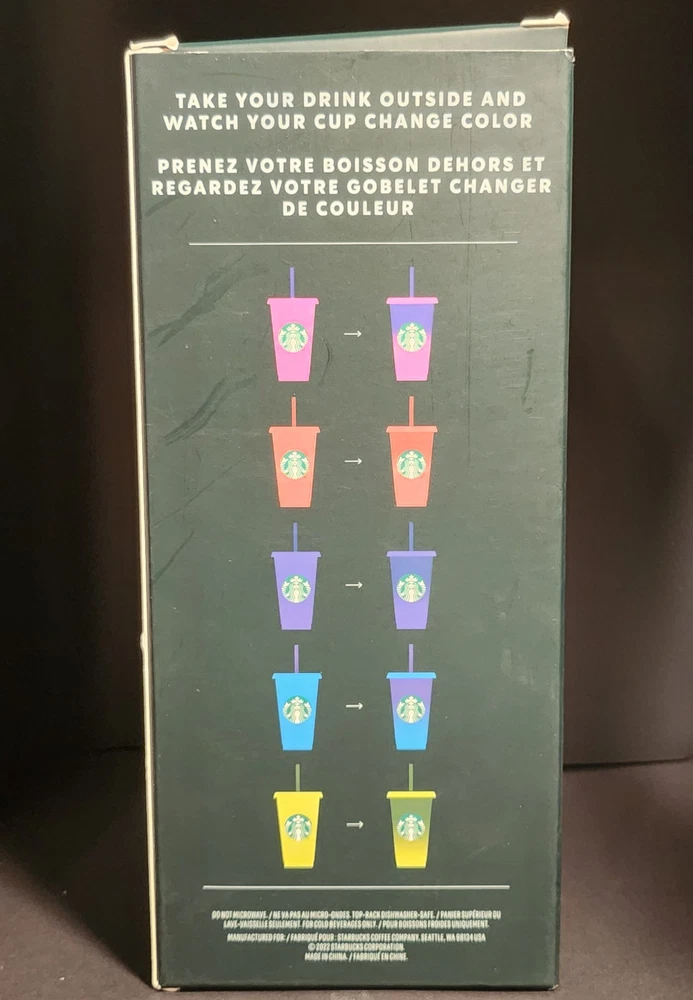 TAKE YOUR DRINK OUTSIDE AND
WATCH YOUR CUP CHANGE COLOR
PRENEZ VOTRE BOISSON DEHORS ET
REGARDEZ VOTRE GOBELET CHANGER
DE COULEUR
→
→
→
→
→
DO NOT MICROWAVE. / NE VA PAS AU MICRO-ONDES. TOP-RACK DISHWASHER-SAFE. / PANIER SUPÉRIEUR DU
LAVE-VAISSELLE SEULEMENT. FOR COLD BEVERAGES ONLY. / POUR BOISSONS FROIDES UNIQUEMENT.
MANUFACTURED FOR: / FABRIQUÉ POUR : STARBUCKS COFFEE COMPANY, SEATTLE, WA 98134 USA
© 2022 STARBUCKS CORPORATION.
MADE IN CHINA. / FABRIQUÉ EN CHINE.